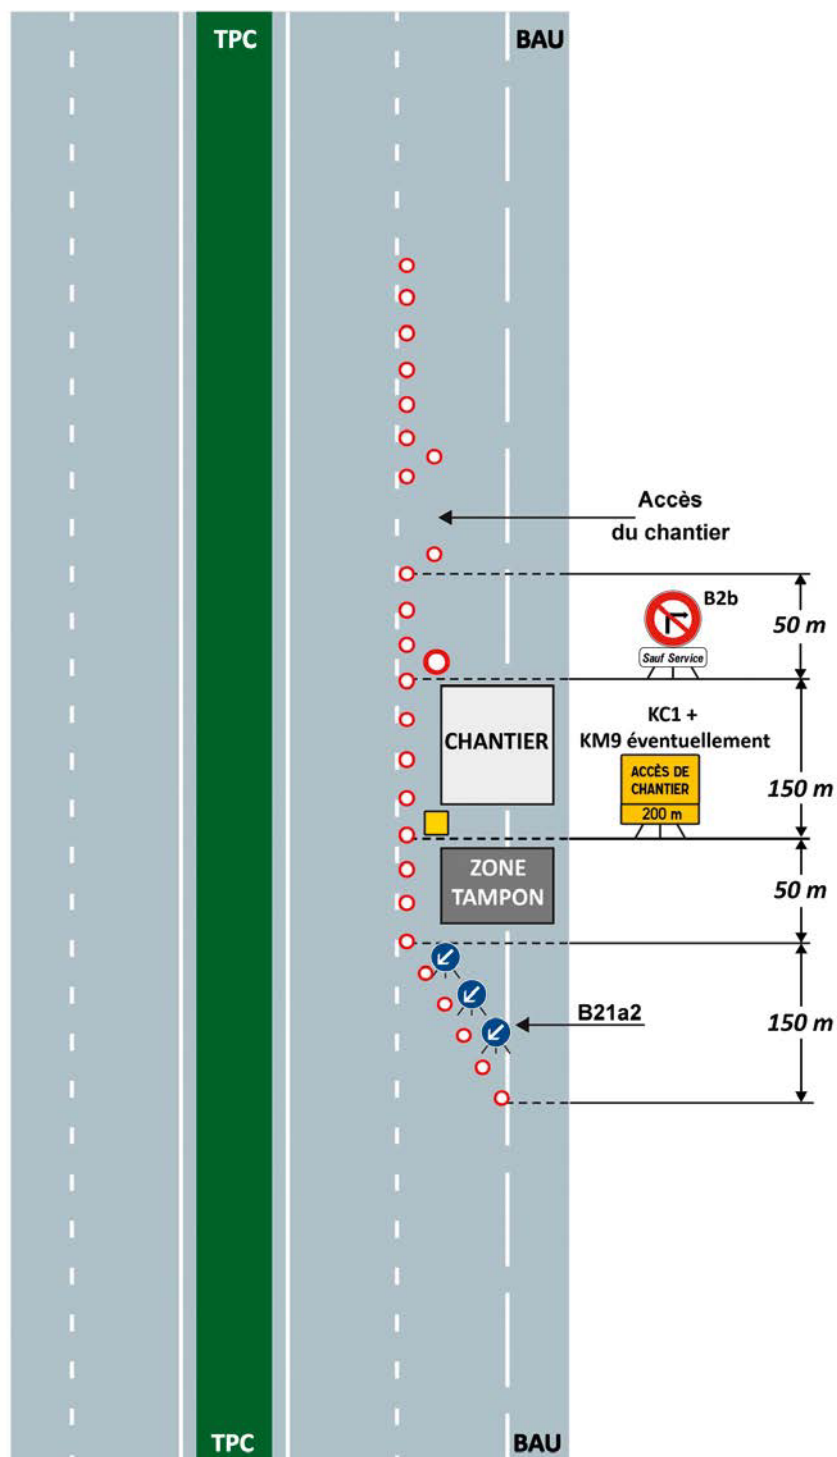 TPC
BAU
Accès
du chantier
B2b
50 m
Sauf Service
KC1 +
KM9 éventuellement
CHANTIER
ACCÈS DE
CHANTIER
200 m
150 m
ZONE
TAMPON
50 m
B21a2
150 m
TPC
BAU